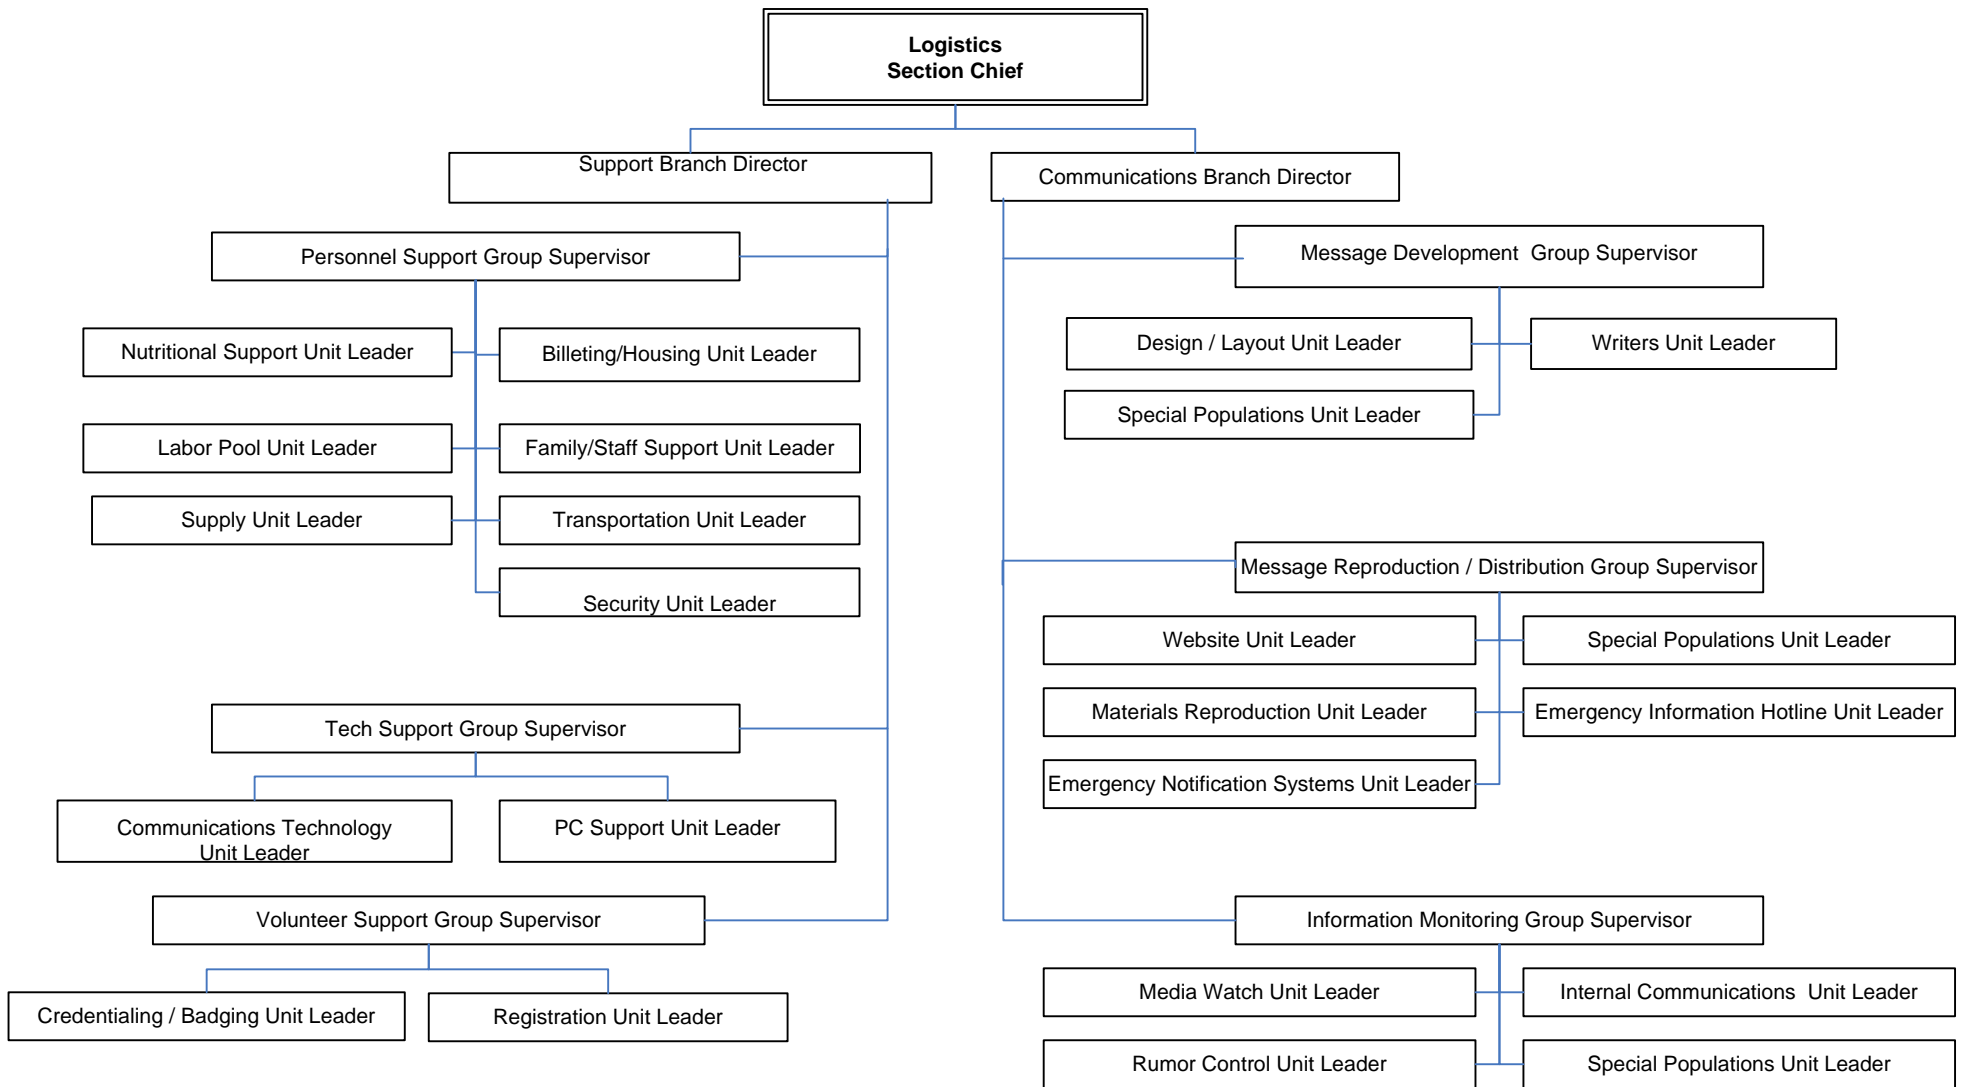 Logistics
Section Chief
Support Branch Director
Communications Branch Director
Personnel Support Group Supervisor
Nutritional Support Unit Leader
Billeting/Housing Unit Leader
Labor Pool Unit Leader
Family/Staff Support Unit Leader
Supply Unit Leader
Transportation Unit Leader
Security Unit Leader
Tech Support Group Supervisor
Communications Technology
Unit Leader
PC Support Unit Leader
Volunteer Support Group Supervisor
Credentialing / Badging Unit Leader
Registration Unit Leader
Message Development  Group Supervisor
Design / Layout Unit Leader
Writers Unit Leader
Special Populations Unit Leader
Message Reproduction / Distribution Group Supervisor
Website Unit Leader
Special Populations Unit Leader
Materials Reproduction Unit Leader
Emergency Information Hotline Unit Leader
Emergency Notification Systems Unit Leader
Information Monitoring Group Supervisor
Media Watch Unit Leader
Internal Communications  Unit Leader
Rumor Control Unit Leader
Special Populations Unit Leader